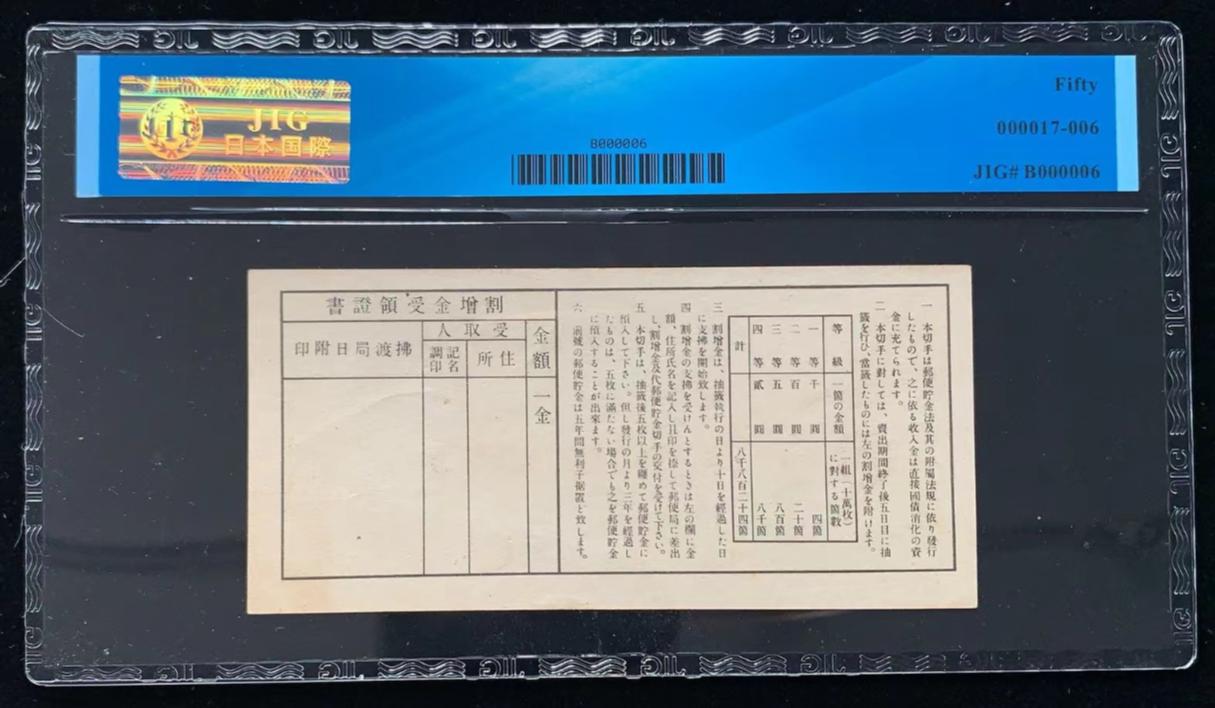 JIG
日本国際
B000006
Fifty
000017-006
JIG# B000006
一 本切手は郵便貯金法及其の附屬法規に依り發行
したもので、之に依る收入金は直接國債消化の資
金に充てられます。
二 本切手に對しては、賣出期間終了後五日目に抽
籤を行ひ、當籤したものには左の割增金を附けます。
等級 一箇の金額 一組(十萬枚)
に對する箇數
一等 千圓 四箇
二等 百圓 二十箇
三等 五圓 八百箇
四等 貳圓 八千箇
計 八千八百二十四箇
三 割增金は、抽籤執行の日より十日を經過した日
に支拂を開始致します。
四 割增金の支拂を受けんとするときは左の欄に金
額、住所氏名を記入し且印を捺して郵便局に差出
し、割增金及代郵便貯金切手の交付を受けて下さい。
五 本切手は、抽籤後五枚以上を纒めて郵便貯金に
預入して下さい。但し發行の月より三年を經過し
たものは、五枚に滿たない場合でも之を郵便貯金
に預入することが出來ます。
六 前號の郵便貯金は五年間無利子据置と致します。
割增金受領證書
金額
一金
受取人
住所
記名
調印
拂渡局日附印